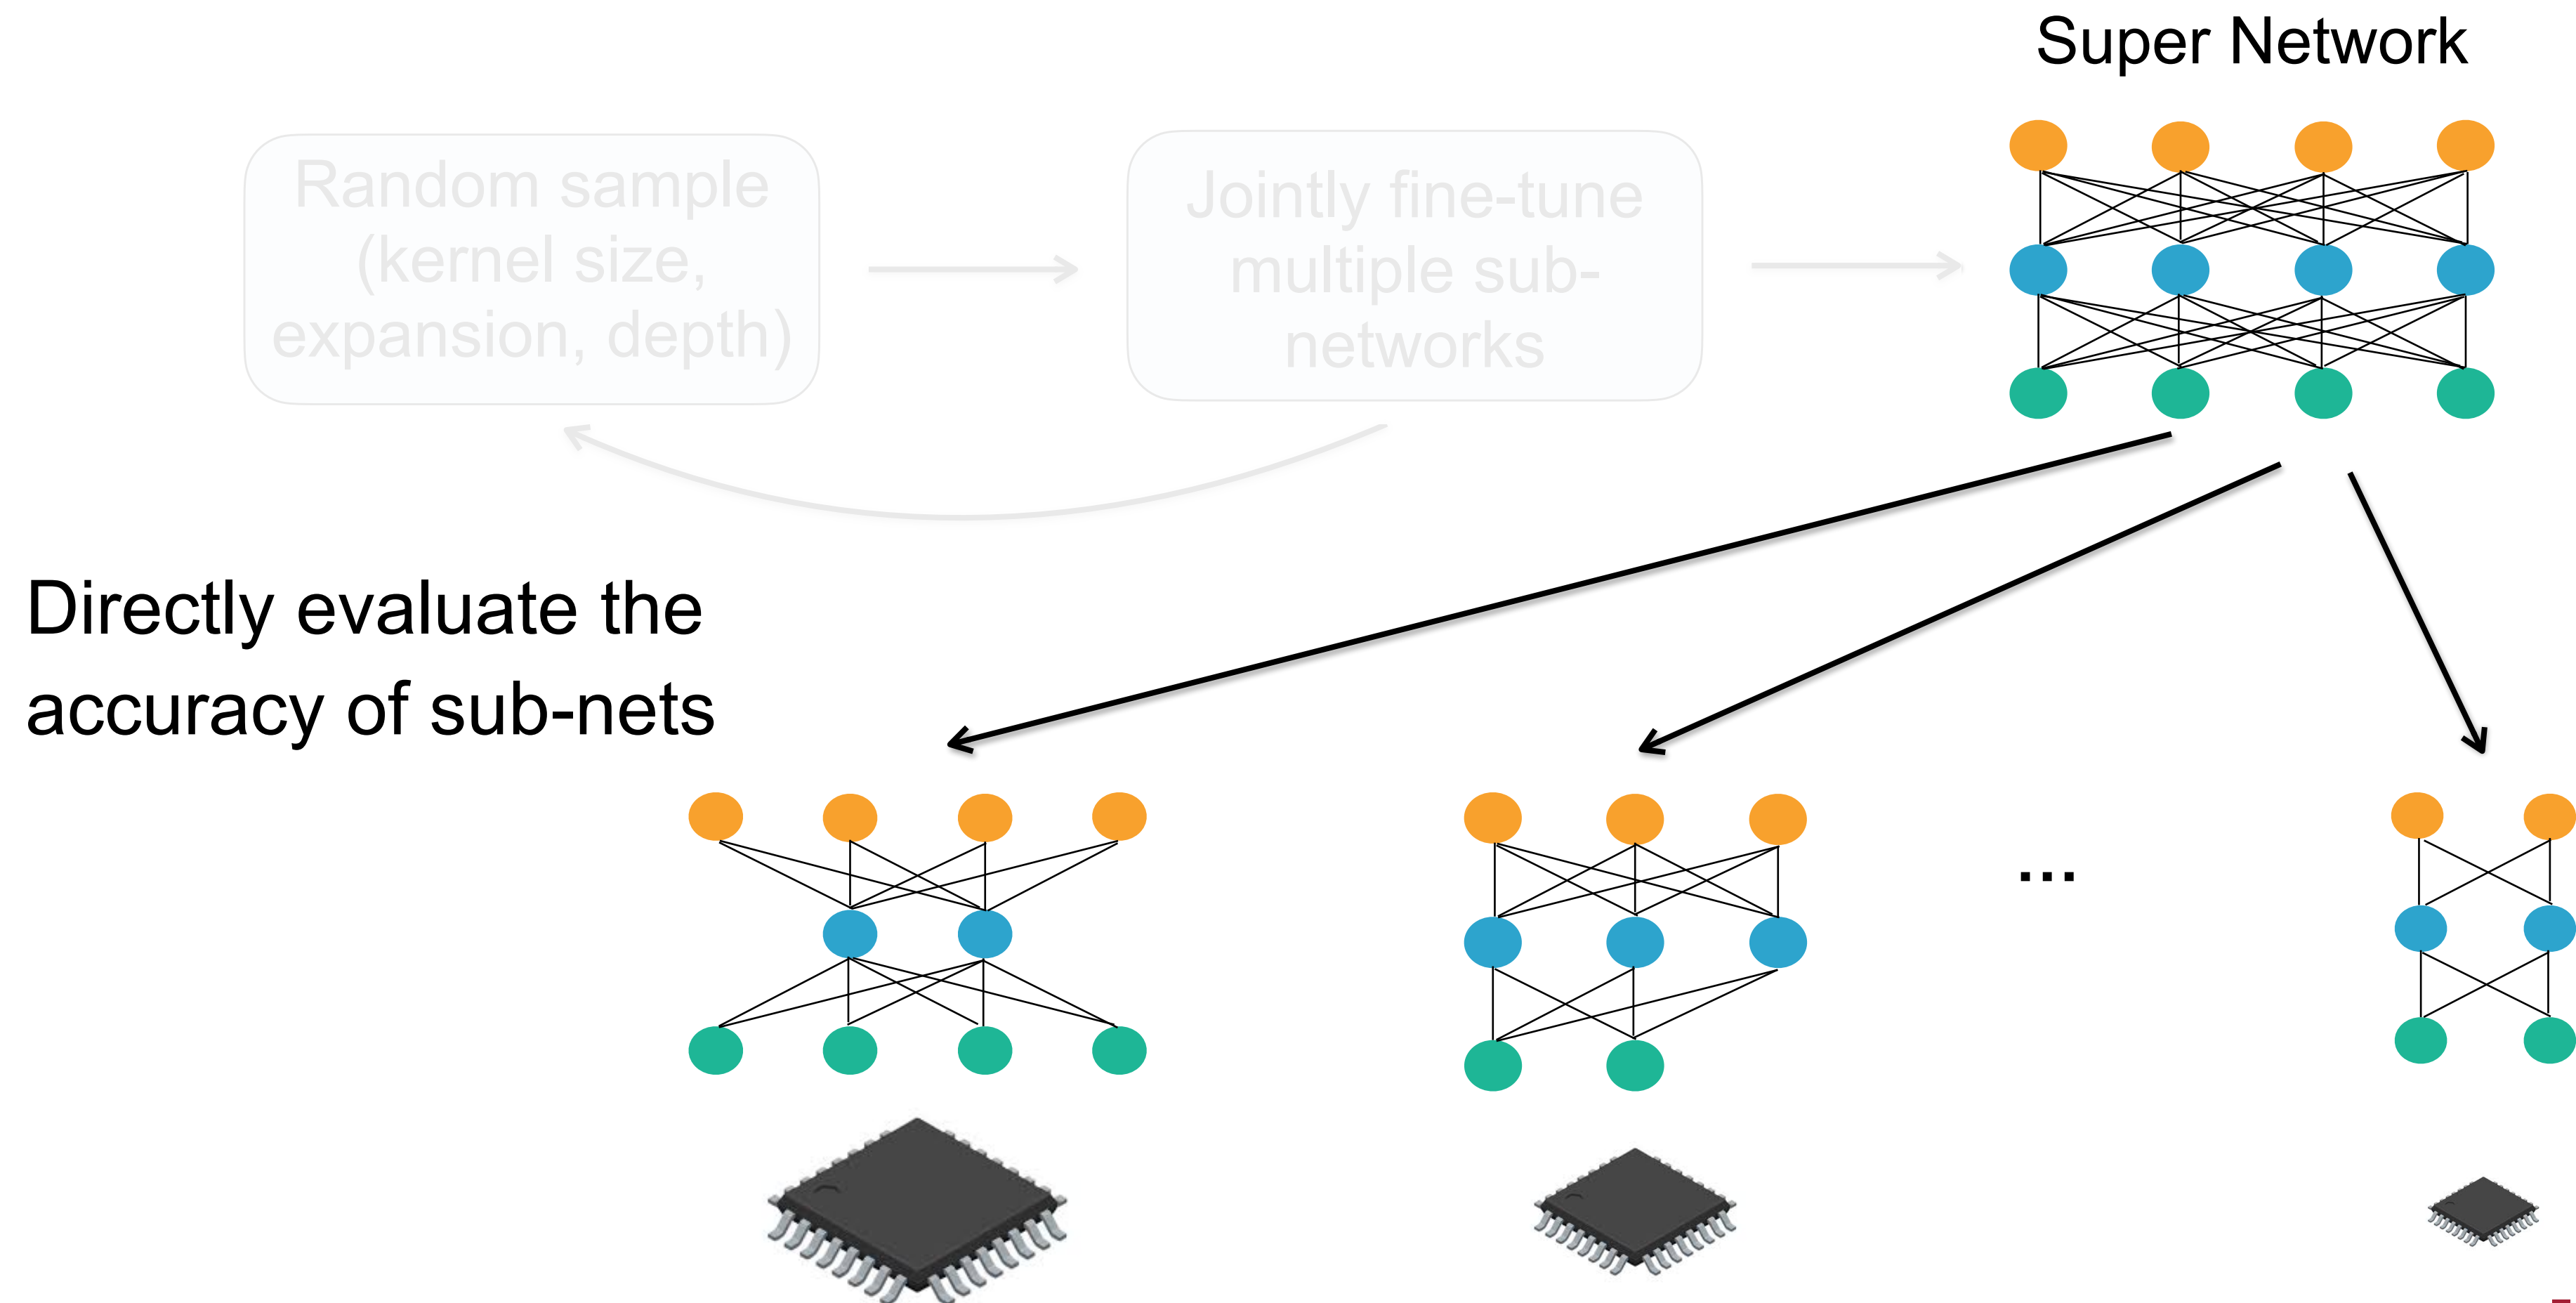 Super Network
Random sample
(kernel size,
expansion, depth)
Jointly fine-tune
multiple sub-
networks
Directly evaluate the
accuracy of sub-nets
...